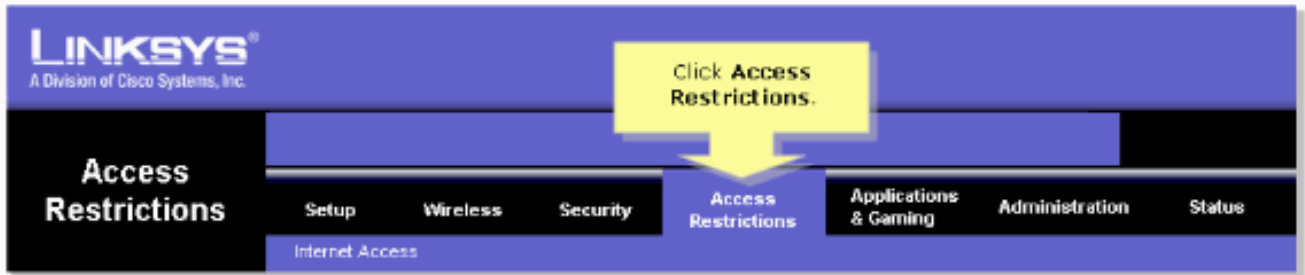 LINKSYS®
A Division of Cisco Systems, Inc.
Click Access
Restrictions.
Access
Restrictions
Setup
Wireless
Security
Access
Restrictions
Applications
& Gaming
Administration
Status
Internet Access